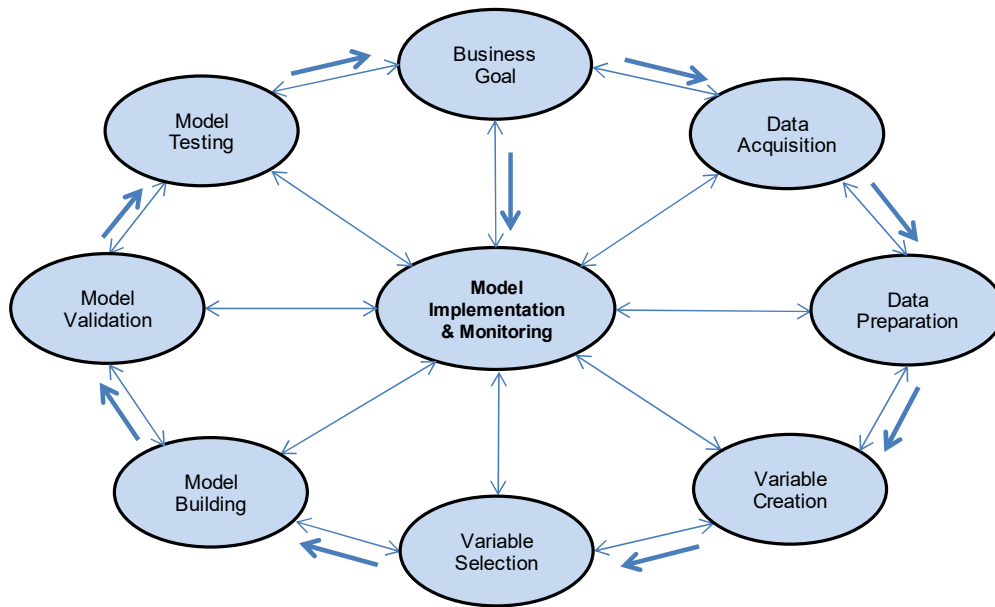 Business
Goal
Data
Acquisition
Data
Preparation
Variable
Creation
Variable
Selection
Model
Building
Model
Validation
Model
Testing
Model
Implementation
& Monitoring